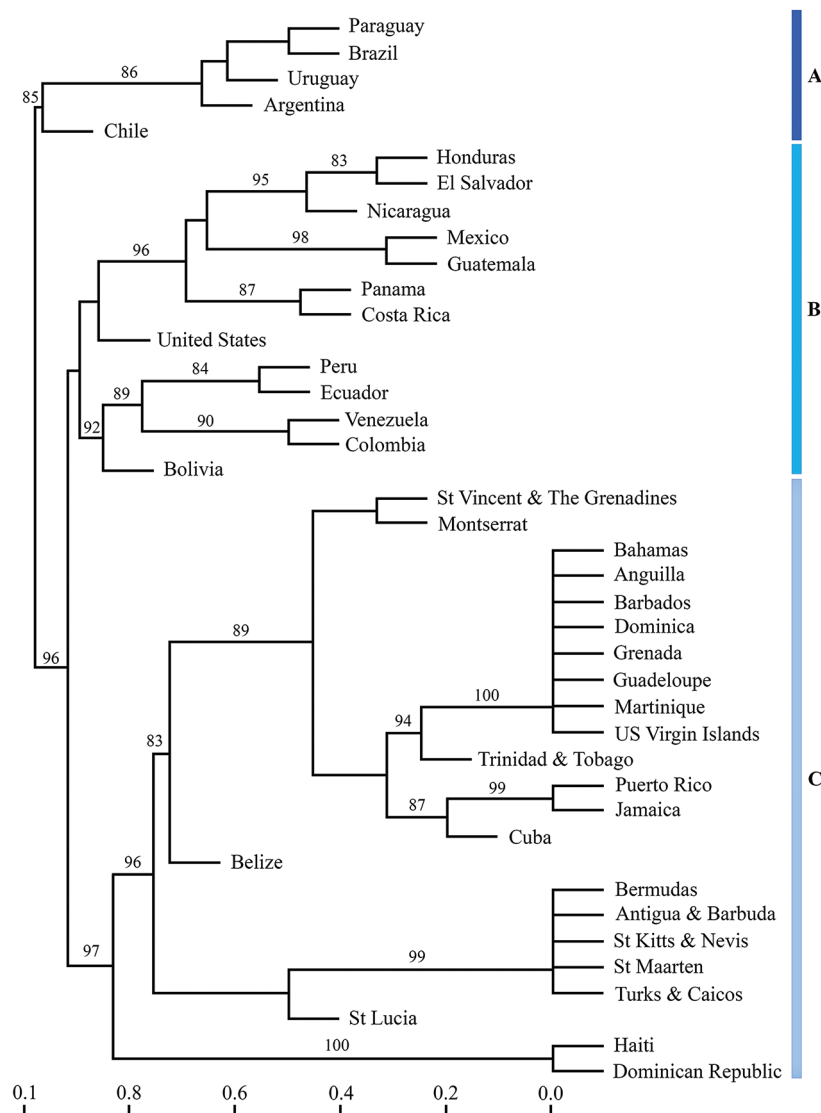 Paraguay
Brazil
86
Uruguay
A
85
Argentina
Chile
Honduras
83
El Salvador
95
Nicaragua
Mexico
98
96
Guatemala
Panama
87
B
Costa Rica
United States
Peru
84
Ecuador
89
Venezuela
92
90
Colombia
Bolivia
St Vincent & The Grenadines
Montserrat
Bahamas
Anguilla
Barbados
Dominica
89
Grenada
96
Guadeloupe
100
Martinique
94
US Virgin Islands
83
Trinidad & Tobago
C
99
Puerto Rico
87
Jamaica
Cuba
96
Belize
Bermudas
Antigua & Barbuda
97
St Kitts & Nevis
99
St Maarten
Turks & Caicos
St Lucia
100
Haiti
Dominican Republic
0.1 0.8 0.6 0.4 0.2 0.0